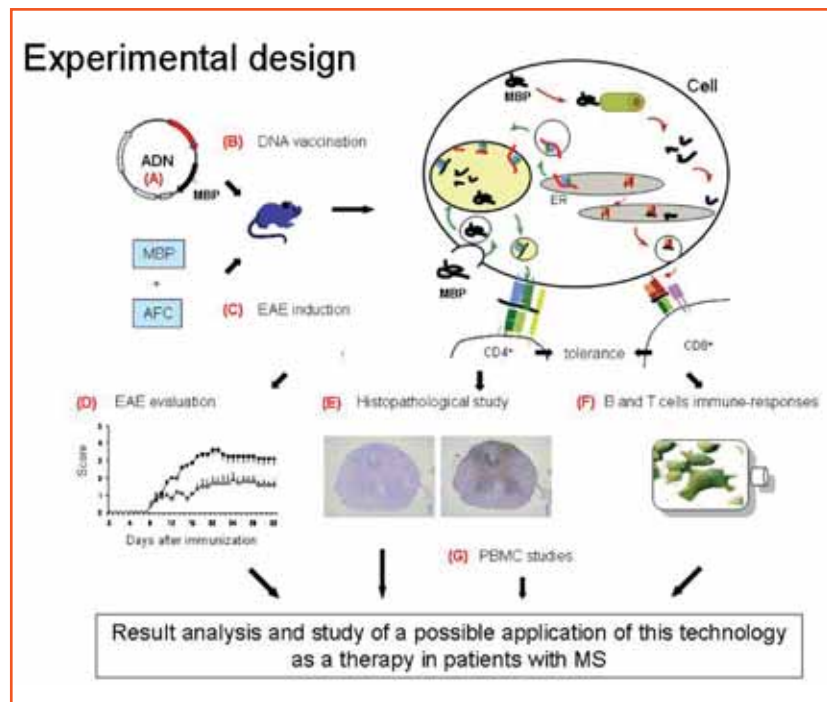 Experimental design
Cell
MBP
ADN
(A)
MBP
(B) DNA vaccination
ER
MBP
+
AFC
(C) EAE induction
MBP
CD4+
tolerance
CD8+
(D) EAE evaluation
(E) Histopathological study
(F) B and T cells immune-responses
Score
Days after immunization
(G) PBMC studies
Result analysis and study of a possible application of this technology
as a therapy in patients with MS